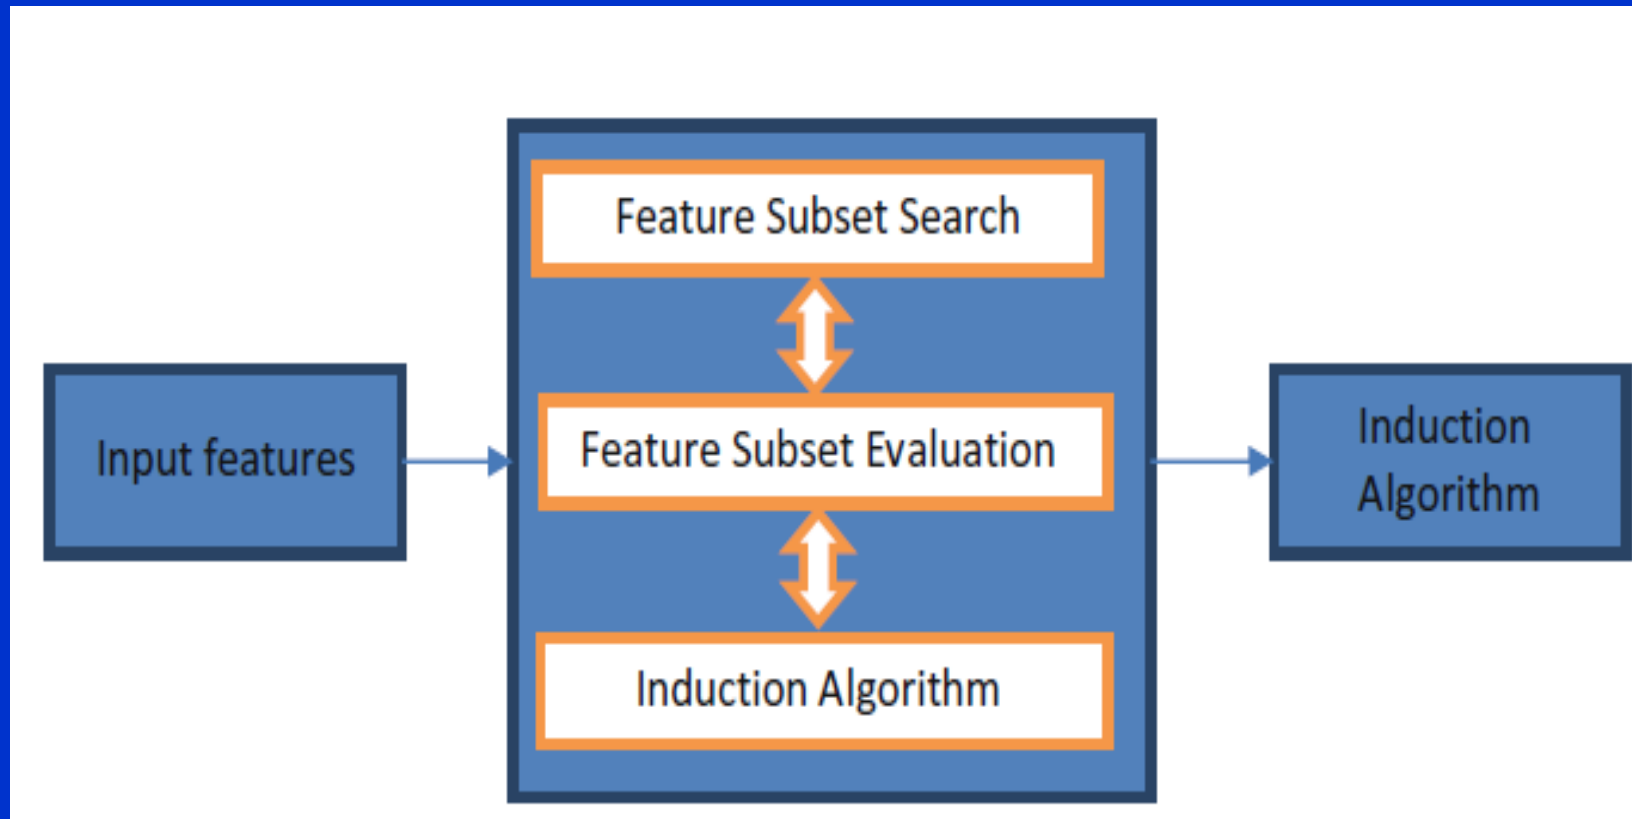 Feature Subset Search
Input features
Feature Subset Evaluation
Induction Algorithm
Induction
Algorithm